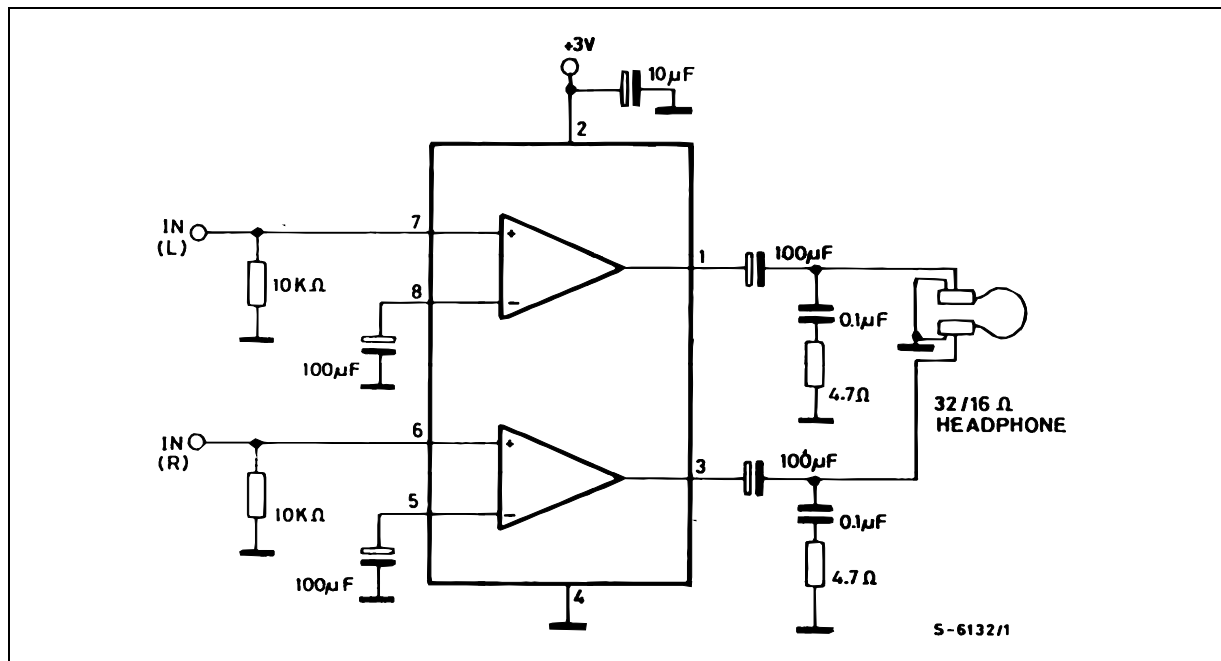 +3V
10µF
2
IN
(L)
7
10KΩ
8
100µF
+
−
1
100µF
0.1µF
4.7Ω
32/16 Ω
HEADPHONE
IN
(R)
6
10KΩ
5
100µF
+
−
3
100µF
0.1µF
4.7Ω
4
S-6132/1